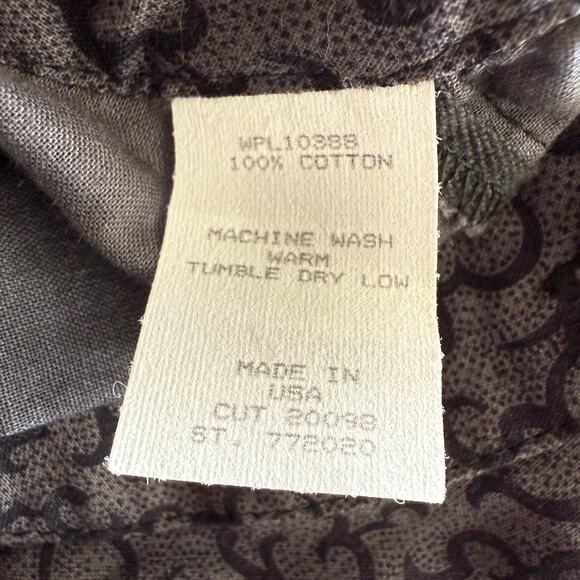 WPL10388
100% COTTON
MACHINE WASH
WARM
TUMBLE DRY LOW
MADE IN
USA
CUT 20098
ST. 772020